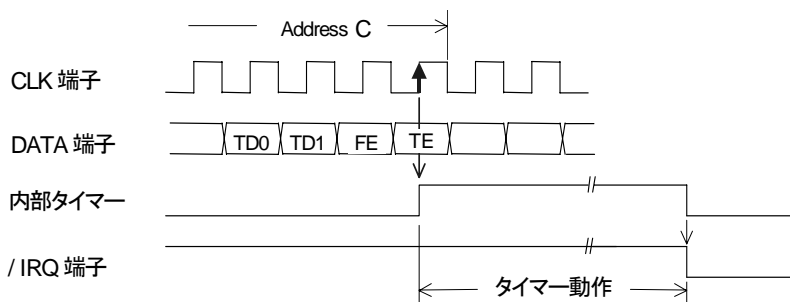 Address C
CLK 端子
DATA 端子
TD0 TD1 FE TE
内部タイマー
/ IRQ 端子
タイマー動作